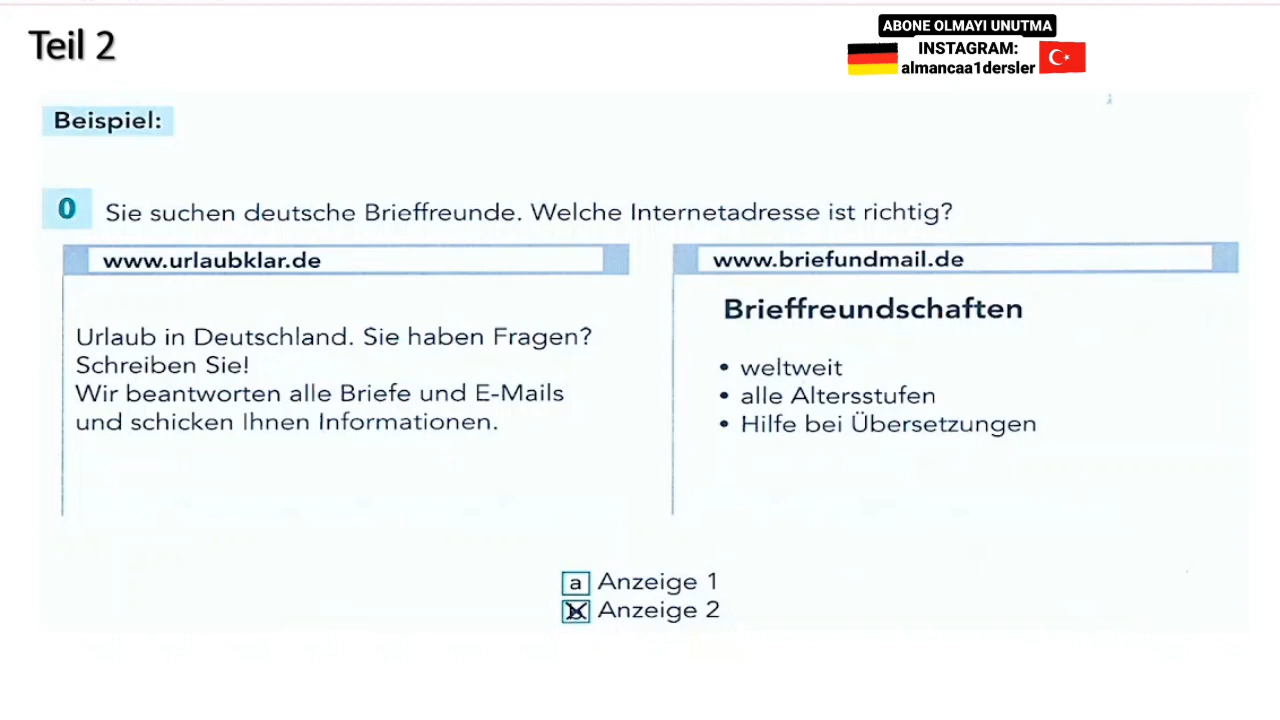 Teil 2
ABONE OLMAYI UNUTMA
INSTAGRAM:
almancaa1dersler
Beispiel:
0 Sie suchen deutsche Brieffreunde. Welche Internetadresse ist richtig?
www.urlaubklar.de
Urlaub in Deutschland. Sie haben Fragen?
Schreiben Sie!
Wir beantworten alle Briefe und E-Mails
und schicken Ihnen Informationen.
www.briefundmail.de
Brieffreundschaften
• weltweit
• alle Altersstufen
• Hilfe bei Übersetzungen
a Anzeige 1
b Anzeige 2